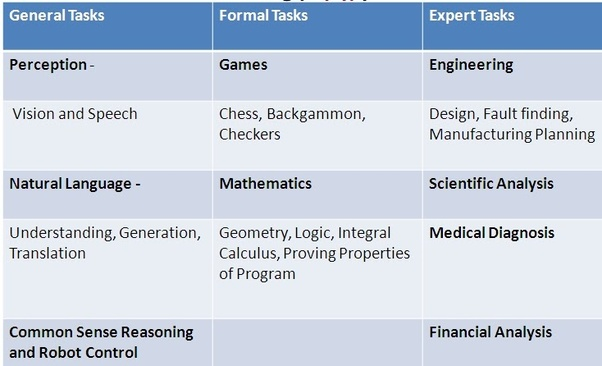 General Tasks
Formal Tasks
Expert Tasks
Perception -
Games
Engineering
Vision and Speech
Chess, Backgammon,
Checkers
Design, Fault finding,
Manufacturing Planning
Natural Language -
Mathematics
Scientific Analysis
Understanding, Generation,
Translation
Geometry, Logic, Integral
Calculus, Proving Properties
of Program
Medical Diagnosis
Common Sense Reasoning
and Robot Control
Financial Analysis